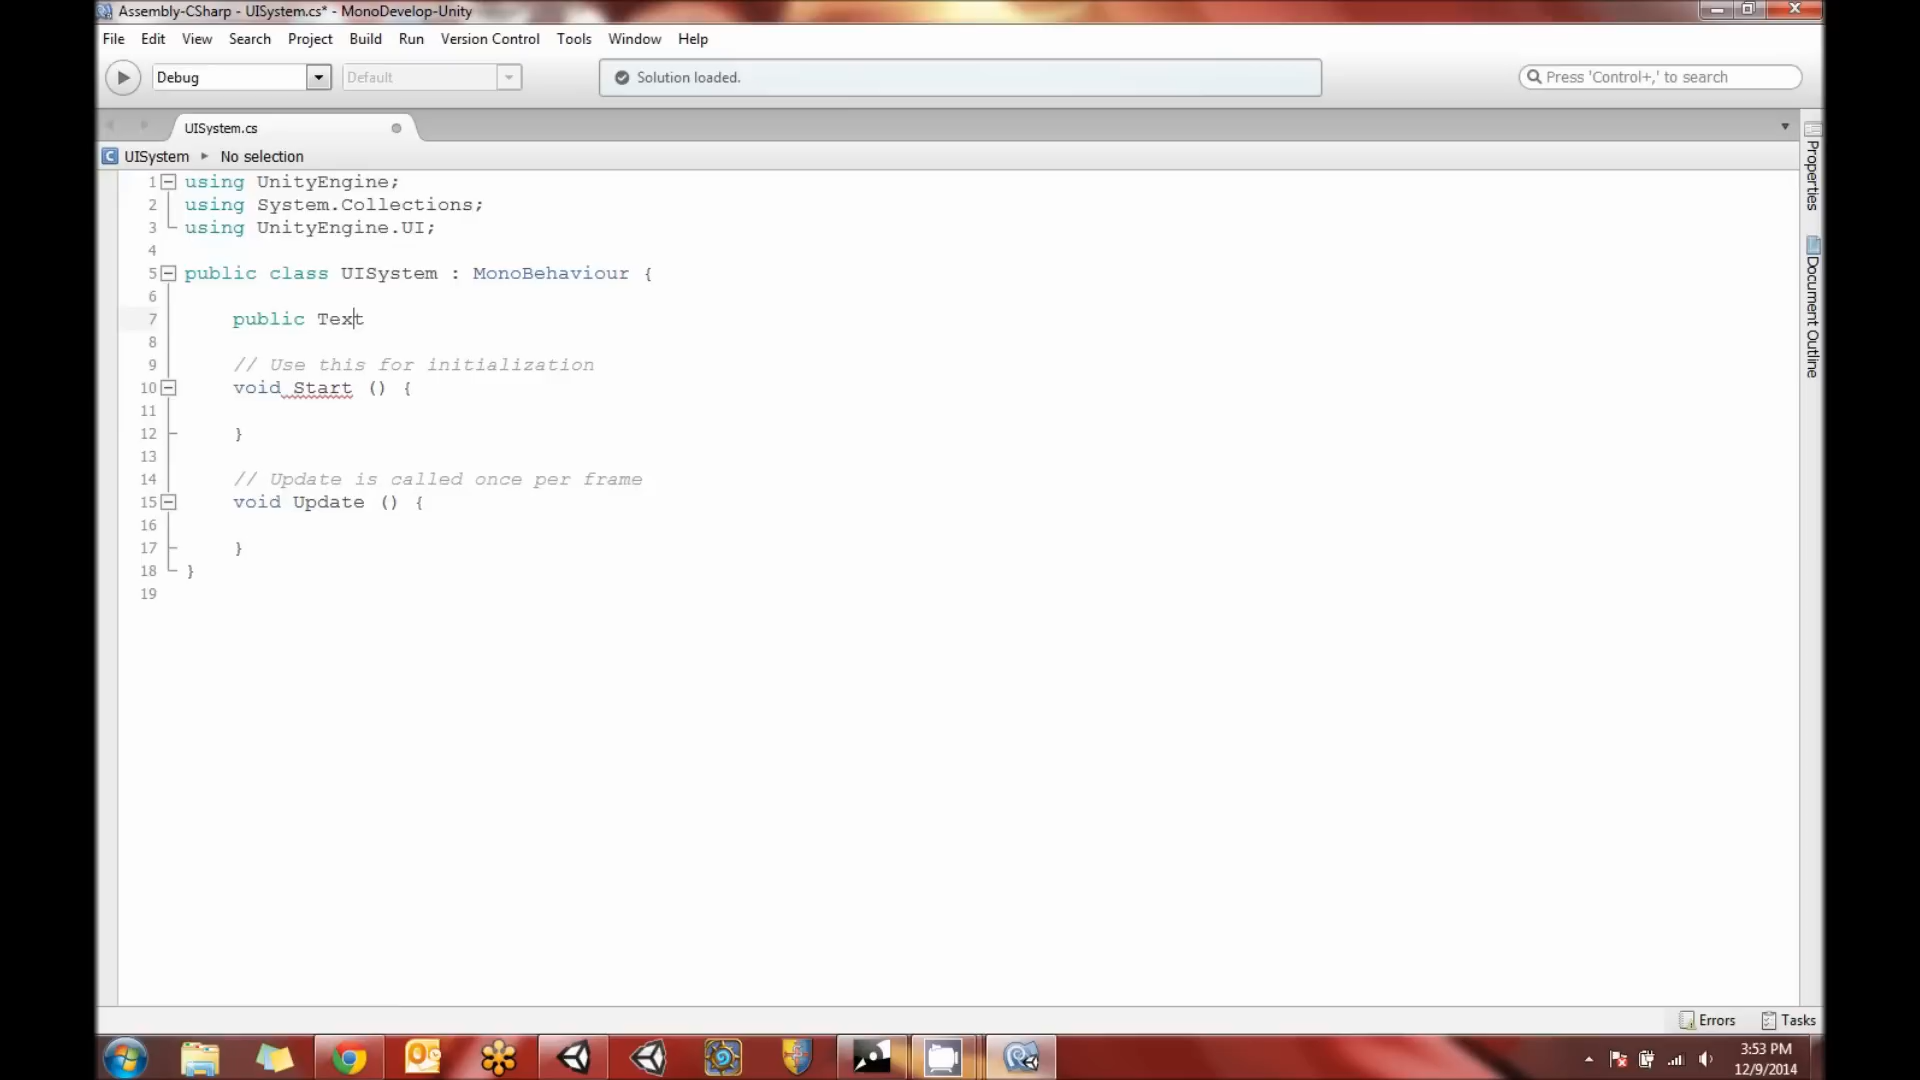 Assembly-CSharp - UISystem.cs* - MonoDevelop-Unity
File Edit View Search Project Build Run Version Control Tools Window Help
Debug Default Solution loaded. Press 'Control+,' to search
UISystem.cs
UISystem No selection
1 using UnityEngine;
2 using System.Collections;
3 using UnityEngine.UI;
4
5 public class UISystem : MonoBehaviour {
6
7 public Text
8
9 // Use this for initialization
10 void Start () {
11
12 }
13
14 // Update is called once per frame
15 void Update () {
16
17 }
18 }
19
Properties
Document Outline
Errors Tasks
3:53 PM
12/9/2014